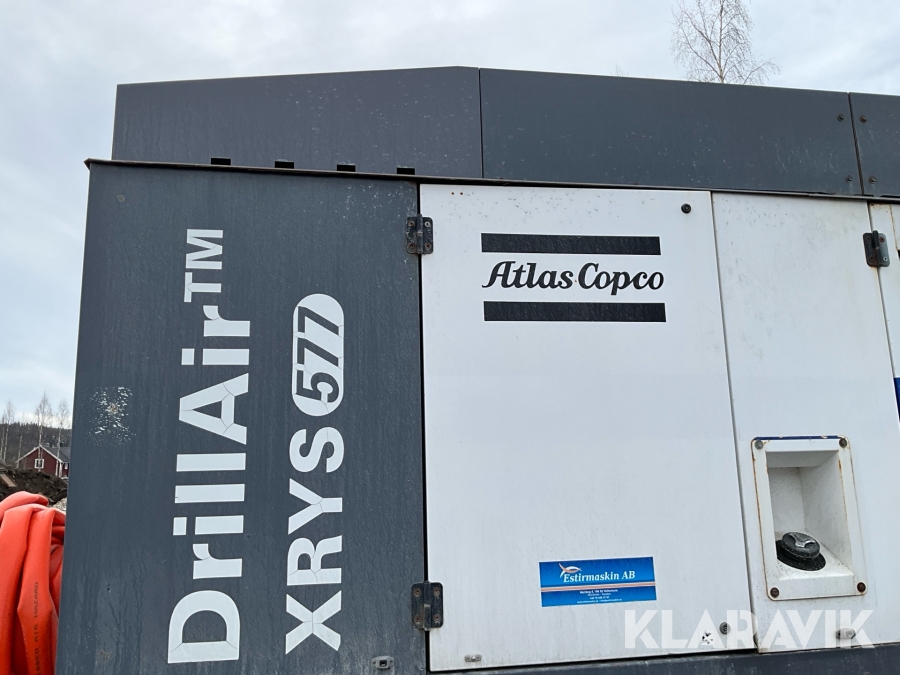 DrillAir™
XRYS 577
Atlas Copco
Estirmaskin AB
KLARAVIK